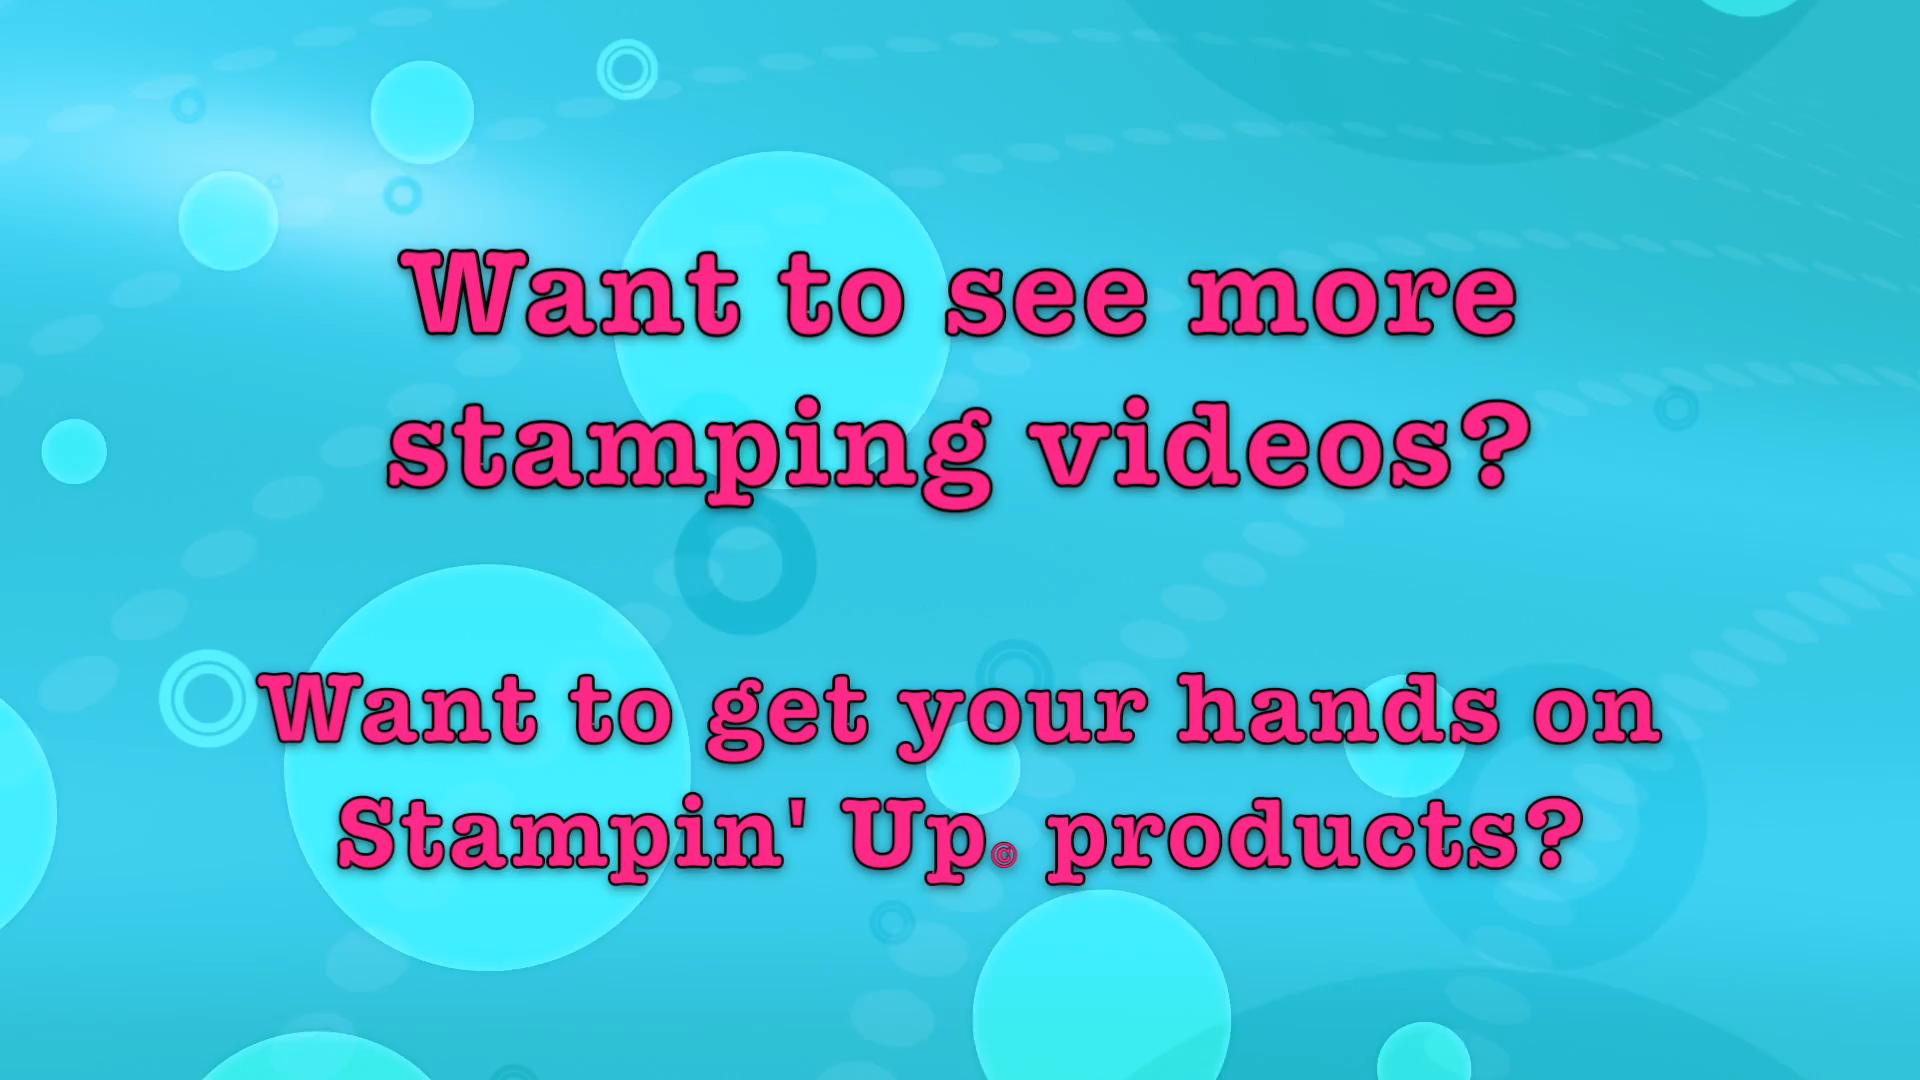 Want to see more
stamping videos?
Want to get your hands on
Stampin' Up© products?